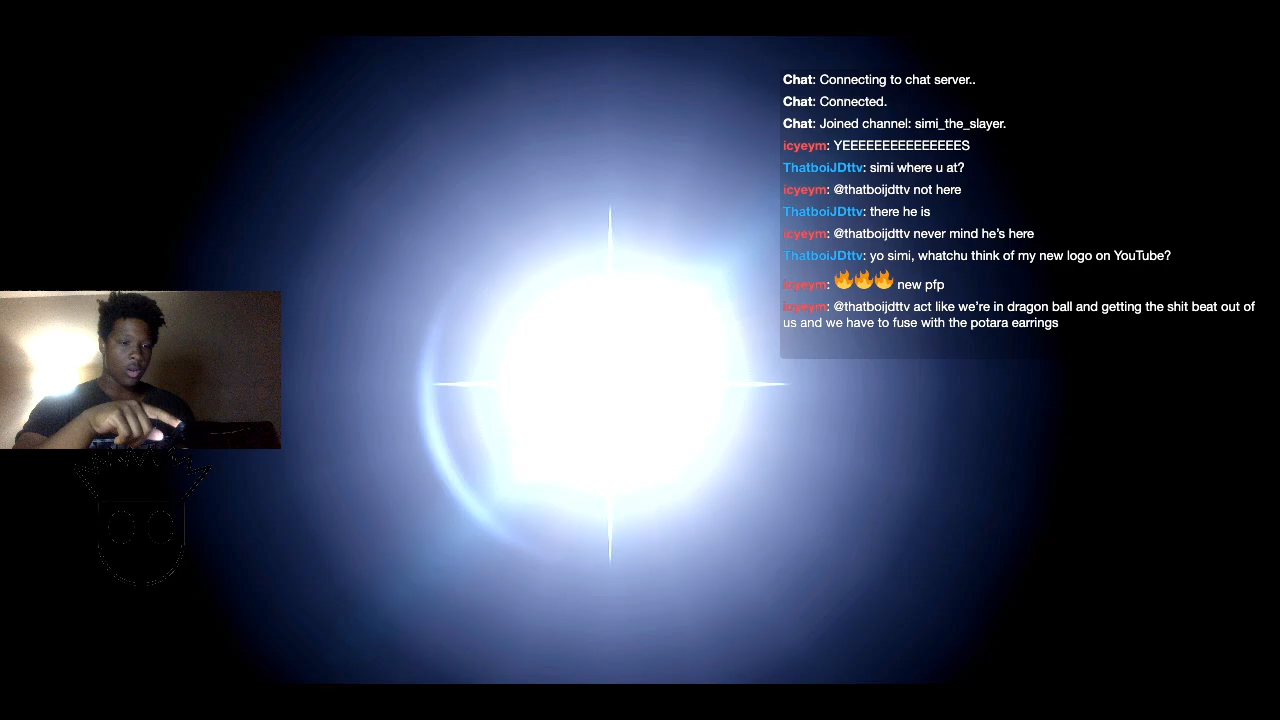 Chat: Connecting to chat server..
Chat: Connected.
Chat: Joined channel: simi_the_slayer.
icyeym: YEEEEEEEEEEEEEEES
ThatboiJDttv: simi where u at?
icyeym: @thatboijdttv not here
ThatboiJDttv: there he is
icyeym: @thatboijdttv never mind he's here
ThatboiJDttv: yo simi, whatchu think of my new logo on YouTube?
icyeym: 🔥🔥🔥 new pfp
icyeym: @thatboijdttv act like we're in dragon ball and getting the shit beat out of
us and we have to fuse with the potara earrings